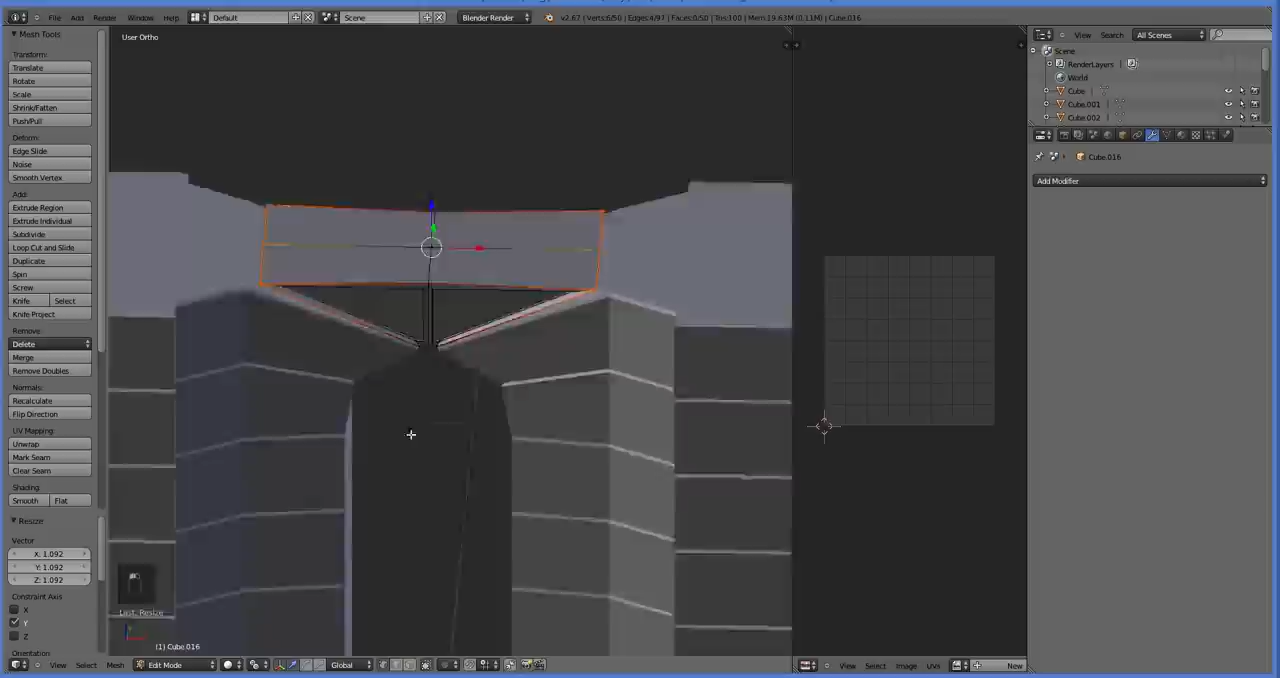 File Add Render Window Help Default Scene Blender Render v2.67 | Verts:6/50 | Edges:4/97 | Faces:0/50 | Tris:100 | Mem:19.63M (0.11M) | Cube.016
Mesh Tools
User Ortho
View Search All Scenes
Scene
RenderLayers
World
Cube
Cube.001
Cube.002
Cube.016
Add Modifier
Transform:
Translate
Rotate
Scale
Shrink/Fatten
Push/Pull
Deform:
Edge Slide
Noise
Smooth Vertex
Add:
Extrude Region
Extrude Individual
Subdivide
Loop Cut and Slide
Duplicate
Spin
Screw
Knife Select
Knife Project
Remove:
Delete
Merge
Remove Doubles
Normals:
Recalculate
Flip Direction
UV Mapping:
Unwrap
Mark Seam
Clear Seam
Shading:
Smooth Flat
Resize
Vector
X: 1.092
Y: 1.092
Z: 1.092
Constraint Axis
X
Y
Z
Orientation
Last: Resize
(1) Cube.016
View Select Mesh Edit Mode Global
View Select Image UVs New